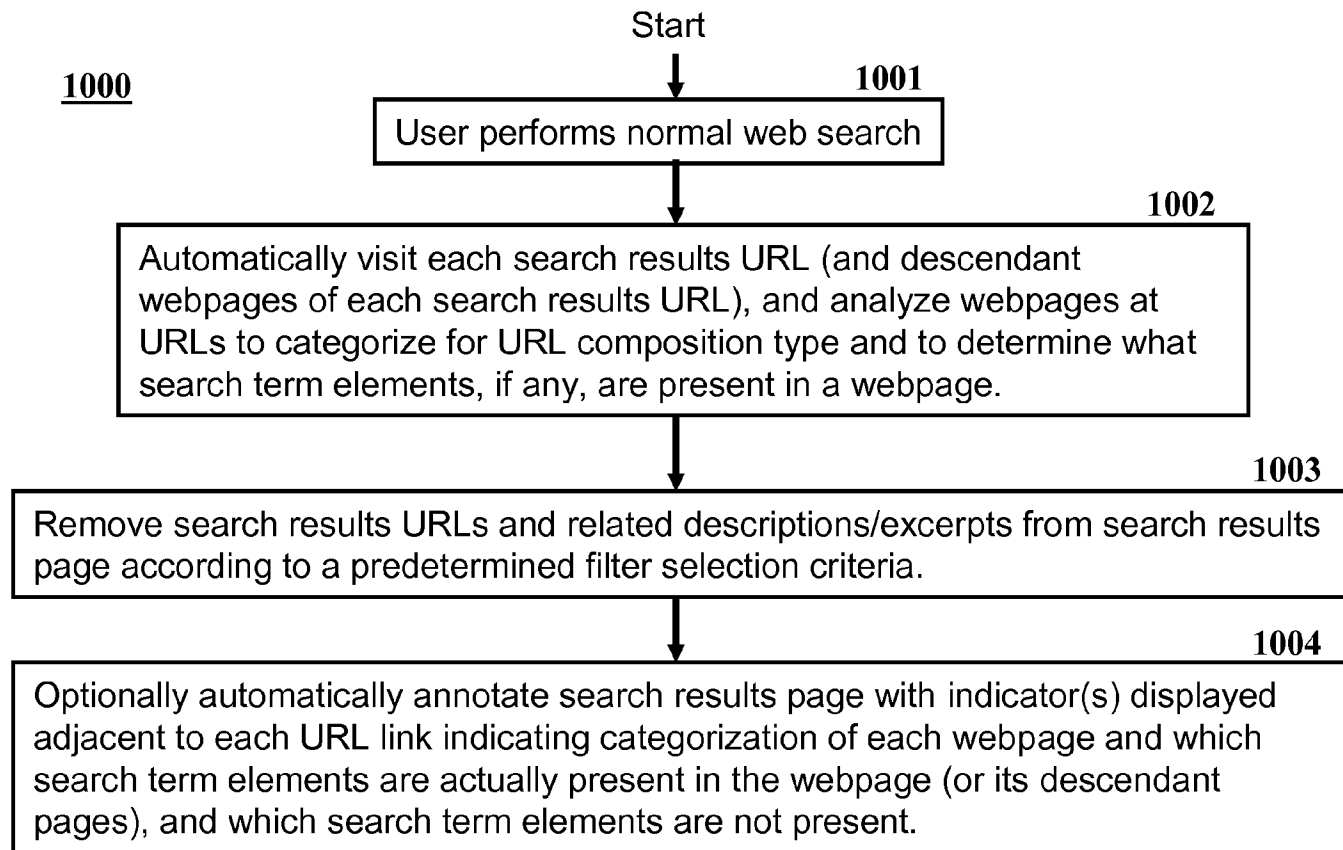 Start
1000
1001
User performs normal web search
1002
Automatically visit each search results URL (and descendant
webpages of each search results URL), and analyze webpages at
URLs to categorize for URL composition type and to determine what
search term elements, if any, are present in a webpage.
1003
Remove search results URLs and related descriptions/excerpts from search results
page according to a predetermined filter selection criteria.
1004
Optionally automatically annotate search results page with indicator(s) displayed
adjacent to each URL link indicating categorization of each webpage and which
search term elements are actually present in the webpage (or its descendant
pages), and which search term elements are not present.